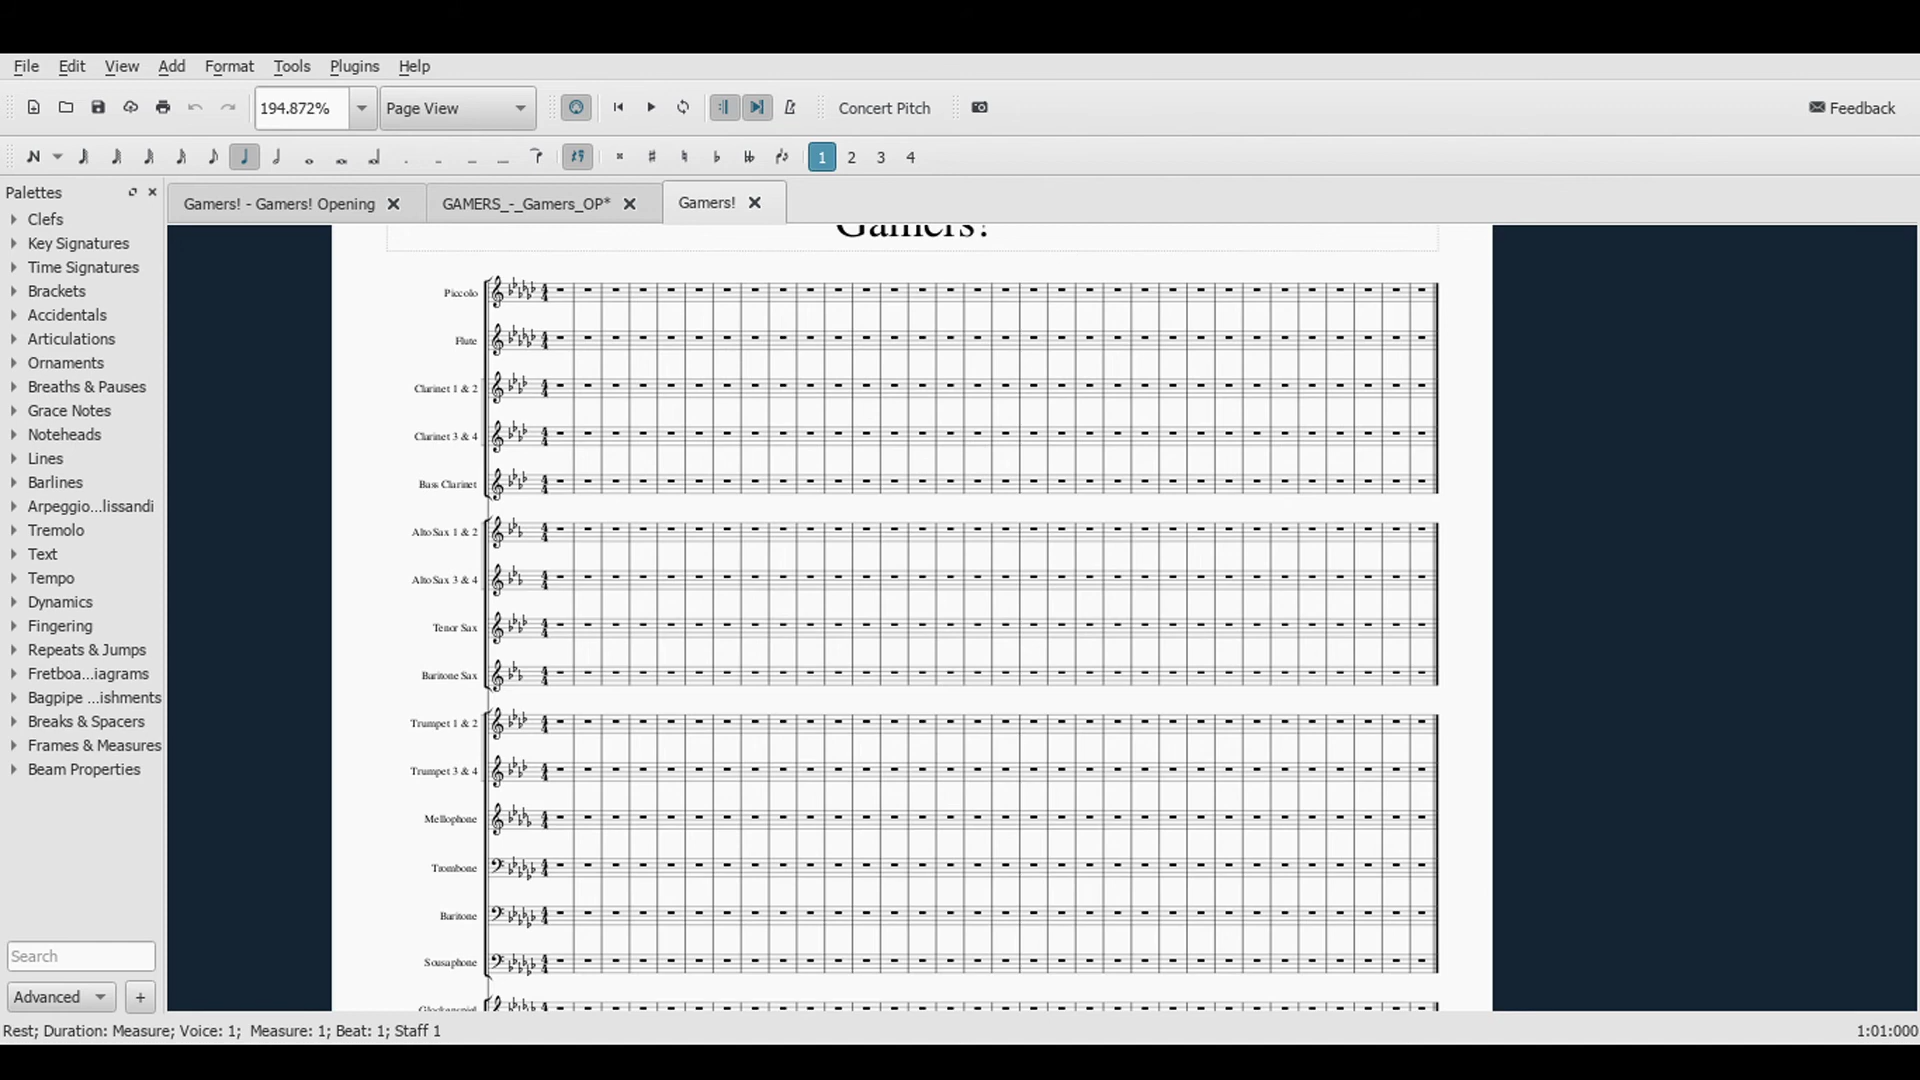 File Edit View Add Format Tools Plugins Help
194.872% Page View Concert Pitch Feedback
1 2 3 4
Palettes
Gamers! - Gamers! Opening
GAMERS_-_Gamers_OP*
Gamers!
Clefs
Key Signatures
Time Signatures
Brackets
Accidentals
Articulations
Ornaments
Breaths & Pauses
Grace Notes
Noteheads
Lines
Barlines
Arpeggio...lissandi
Tremolo
Text
Tempo
Dynamics
Fingering
Repeats & Jumps
Fretboa...iagrams
Bagpipe ...ishments
Breaks & Spacers
Frames & Measures
Beam Properties
Search
Advanced +
Gamers!
Piccolo
Flute
Clarinet 1 & 2
Clarinet 3 & 4
Bass Clarinet
Alto Sax 1 & 2
Alto Sax 3 & 4
Tenor Sax
Baritone Sax
Trumpet 1 & 2
Trumpet 3 & 4
Mellophone
Trombone
Baritone
Sousaphone
Glockenspiel
Rest; Duration: Measure; Voice: 1; Measure: 1; Beat: 1; Staff 1
1:01:000